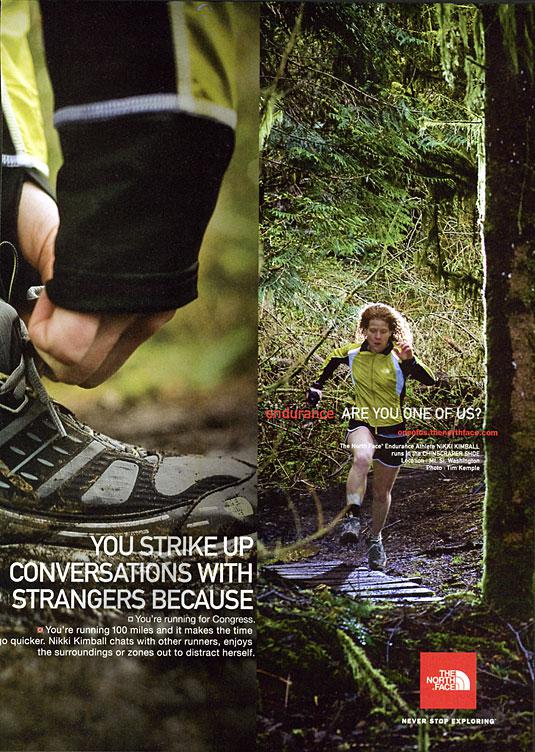 YOU STRIKE UP
CONVERSATIONS WITH
STRANGERS BECAUSE
You're running for Congress.
You're running 100 miles and it makes the time
go quicker. Nikki Kimball chats with other runners, enjoys
the surroundings or zones out to distract herself.
endurance. ARE YOU ONE OF US?
oneofus.thenorthface.com
The North Face® Endurance Athlete NIKKI KIMBALL
runs in the CHINSCRAPER SHOE
Location: Mt. Si, Washington
Photo: Tim Kemple
THE
NORTH
FACE
NEVER STOP EXPLORING